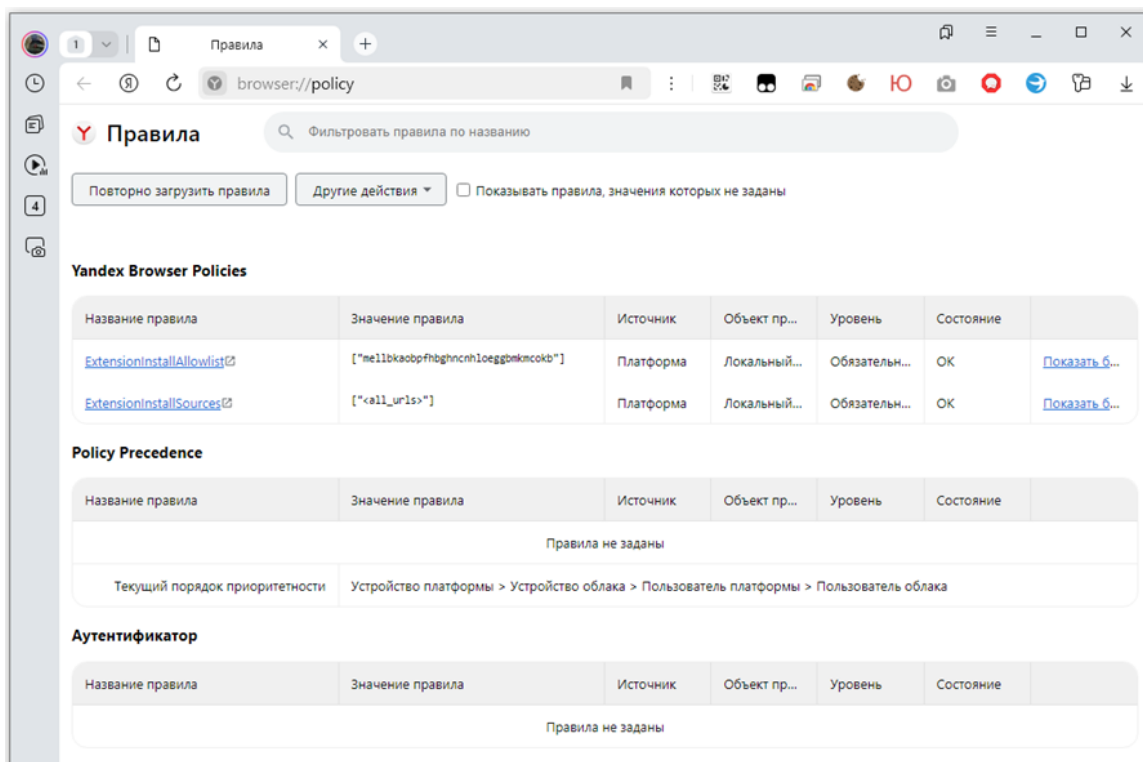 1 Правила
browser://policy
Ю
Правила Фильтровать правила по названию
Повторно загрузить правила Другие действия Показывать правила, значения которых не заданы
4
Yandex Browser Policies
Название правила Значение правила Источник Объект пр... Уровень Состояние
ExtensionInstallAllowlist ["mellbkaobpfhbghncnhloeggbmkmcokb"] Платформа Локальный... Обязательн... OK Показать б...
ExtensionInstallSources ["<all_urls>"] Платформа Локальный... Обязательн... OK Показать б...
Policy Precedence
Название правила Значение правила Источник Объект пр... Уровень Состояние
Правила не заданы
Текущий порядок приоритетности Устройство платформы > Устройство облака > Пользователь платформы > Пользователь облака
Аутентификатор
Название правила Значение правила Источник Объект пр... Уровень Состояние
Правила не заданы